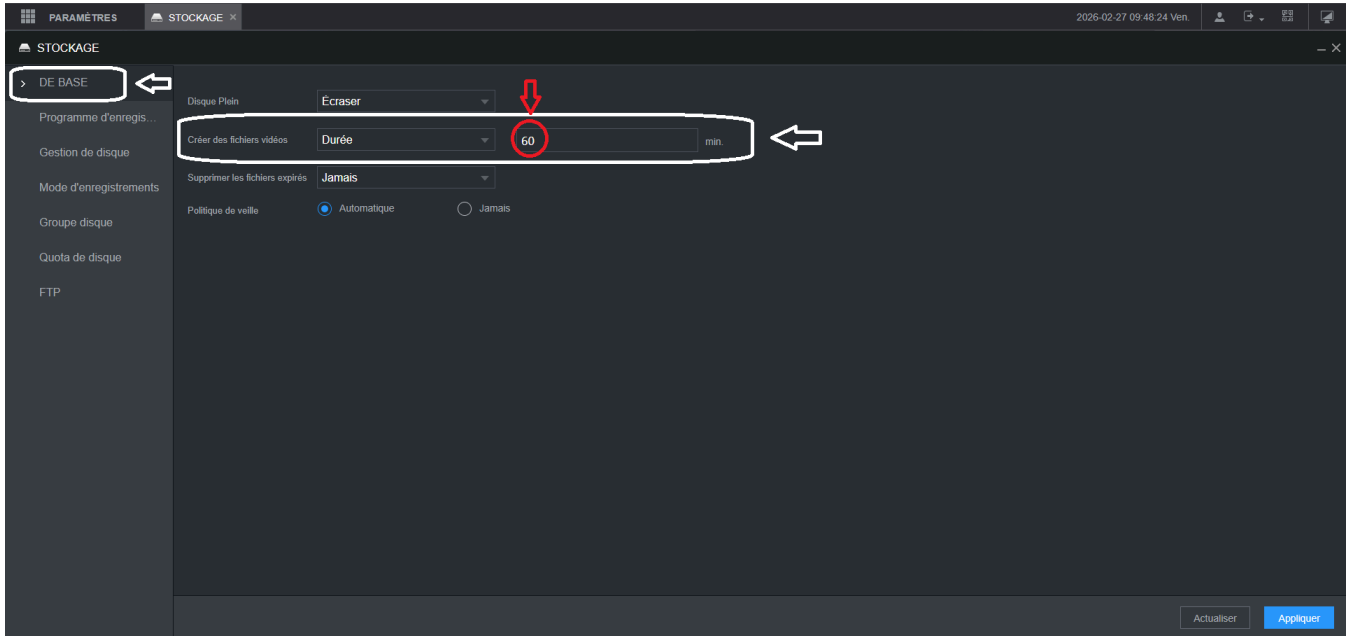 PARAMÈTRES STOCKAGE × 2026-02-27 09:48:24 Ven.
STOCKAGE
DE BASE
Programme d'enregis...
Gestion de disque
Mode d'enregistrements
Groupe disque
Quota de disque
FTP
Disque Plein Écraser
Créer des fichiers vidéos Durée 60 min.
Supprimer les fichiers expirés Jamais
Politique de veille Automatique Jamais
Actualiser Appliquer